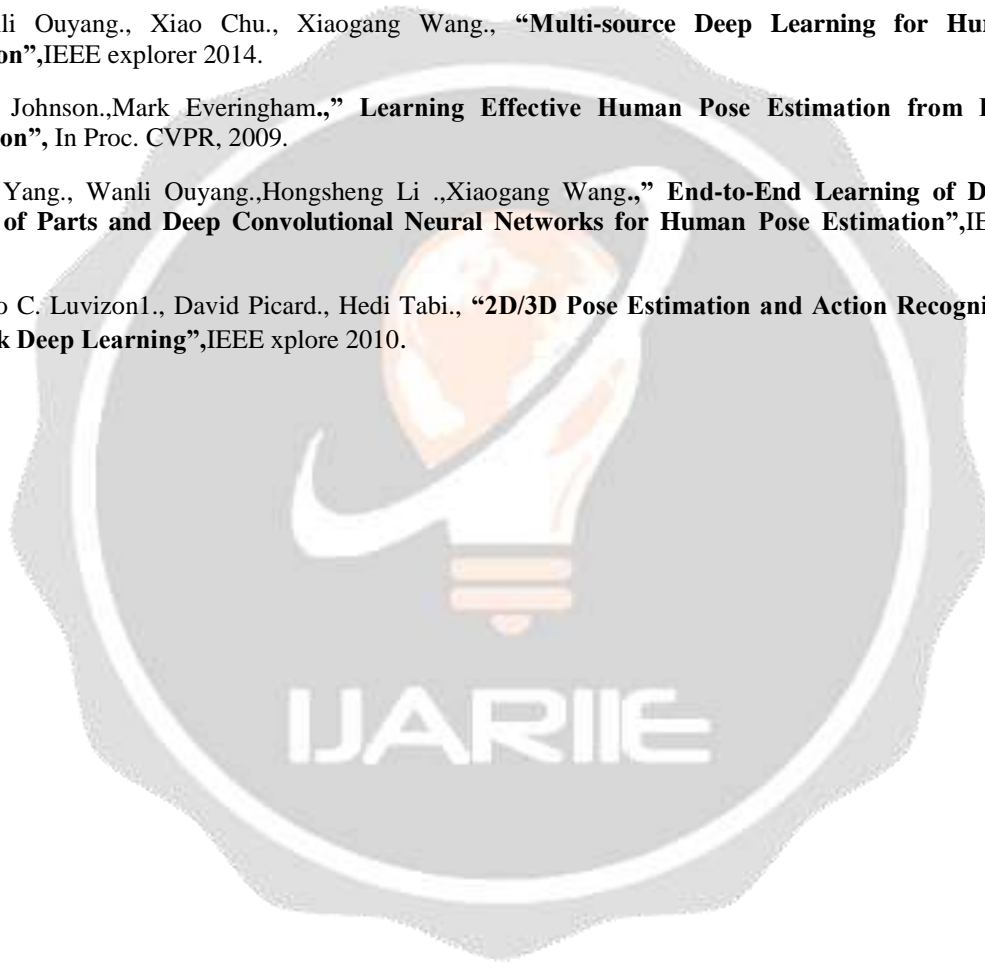 li Ouyang., Xiao Chu., Xiaogang Wang., “Multi-source Deep Learning for Hu
on”,IEEE explorer 2014.
Johnson.,Mark Everingham.,” Learning Effective Human Pose Estimation from
on”, In Proc. CVPR, 2009.
Yang., Wanli Ouyang.,Hongsheng Li .,Xiaogang Wang.,” End-to-End Learning of D
of Parts and Deep Convolutional Neural Networks for Human Pose Estimation”,IE
o C. Luvizon1., David Picard., Hedi Tabi., “2D/3D Pose Estimation and Action Recogni
k Deep Learning”,IEEE xplore 2010.
IJARIIE